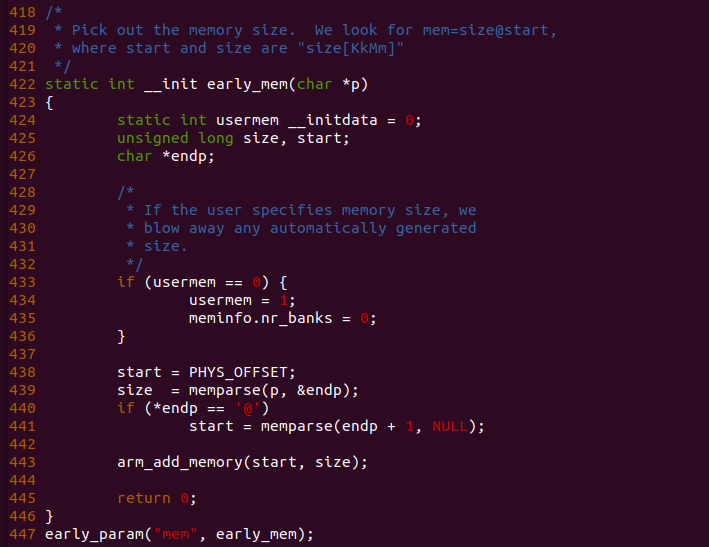 418 /*
419  * Pick out the memory size.  We look for mem=size@start,
420  * where start and size are "size[KkMm]"
421  */
422 static int __init early_mem(char *p)
423 {
424         static int usermem __initdata = 0;
425         unsigned long size, start;
426         char *endp;
427
428         /*
429          * If the user specifies memory size, we
430          * blow away any automatically generated
431          * size.
432          */
433         if (usermem == 0) {
434                 usermem = 1;
435                 meminfo.nr_banks = 0;
436         }
437
438         start = PHYS_OFFSET;
439         size  = memparse(p, &endp);
440         if (*endp == '@')
441                 start = memparse(endp + 1, NULL);
442
443         arm_add_memory(start, size);
444
445         return 0;
446 }
447 early_param("mem", early_mem);